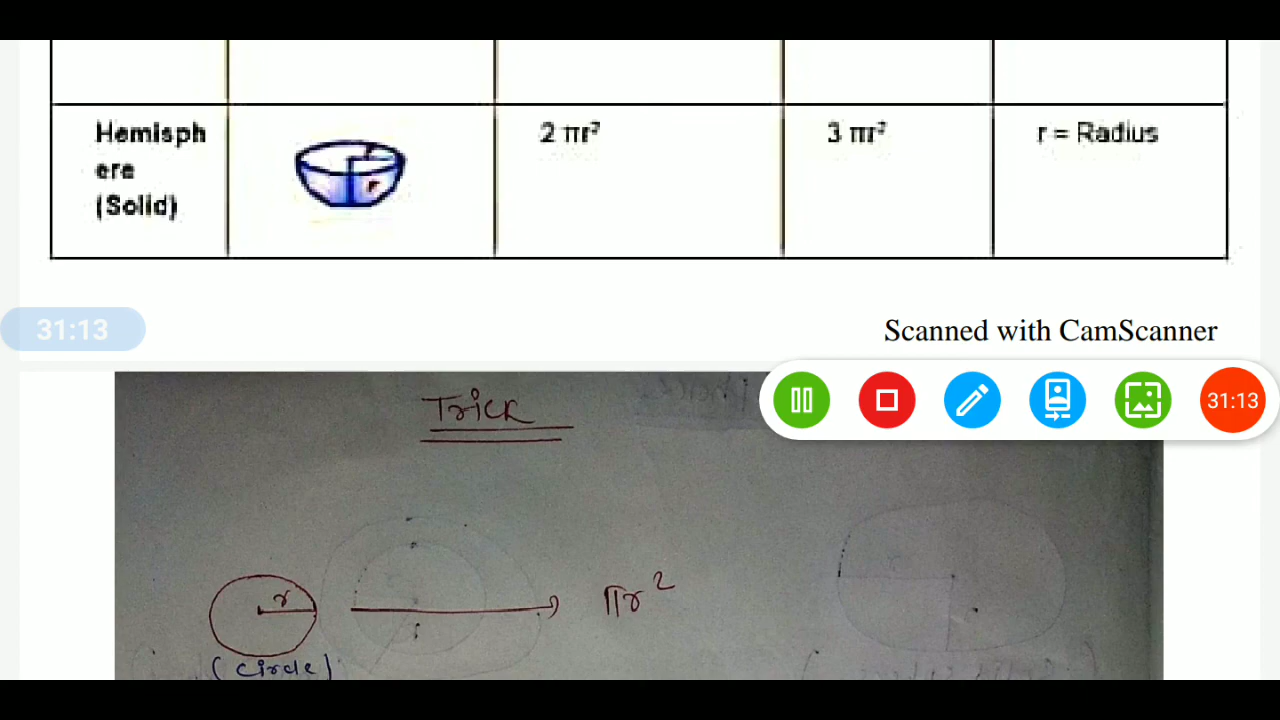 Hemisph
ere
(Solid)
r
r
2 πr²
3 πr²
r = Radius
31:13
Scanned with CamScanner
31:13
Trick
r
πr²
(circle)